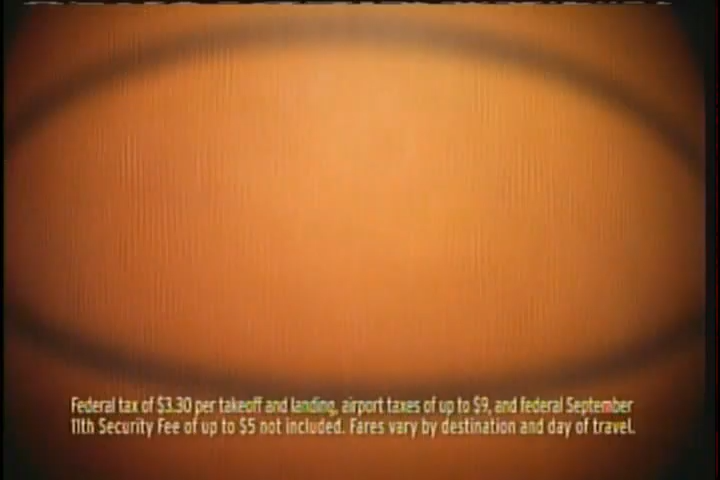 Federal tax of $3.30 per takeoff and landing, airport taxes of up to $9, and federal September
11th Security Fee of up to $5 not included. Fares vary by destination and day of travel.